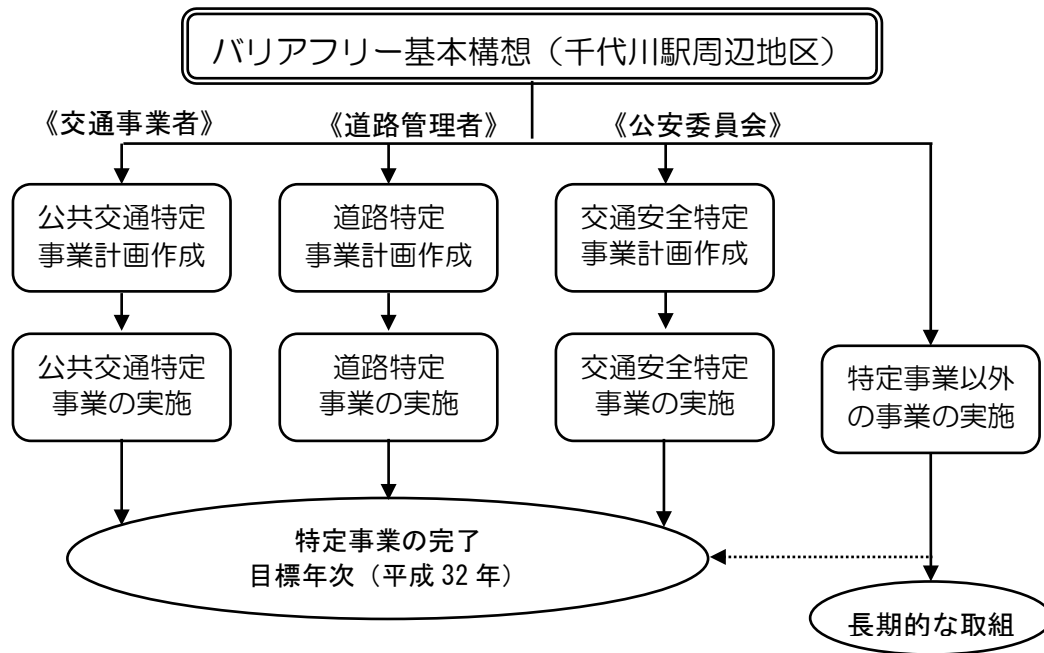 バリアフリー基本構想（千代川駅周辺地区）
《交通事業者》
《道路管理者》
《公安委員会》
公共交通特定
事業計画作成
道路特定
事業計画作成
交通安全特定
事業計画作成
公共交通特定
事業の実施
道路特定
事業の実施
交通安全特定
事業の実施
特定事業以外
の事業の実施
特定事業の完了
目標年次（平成 32 年）
長期的な取組